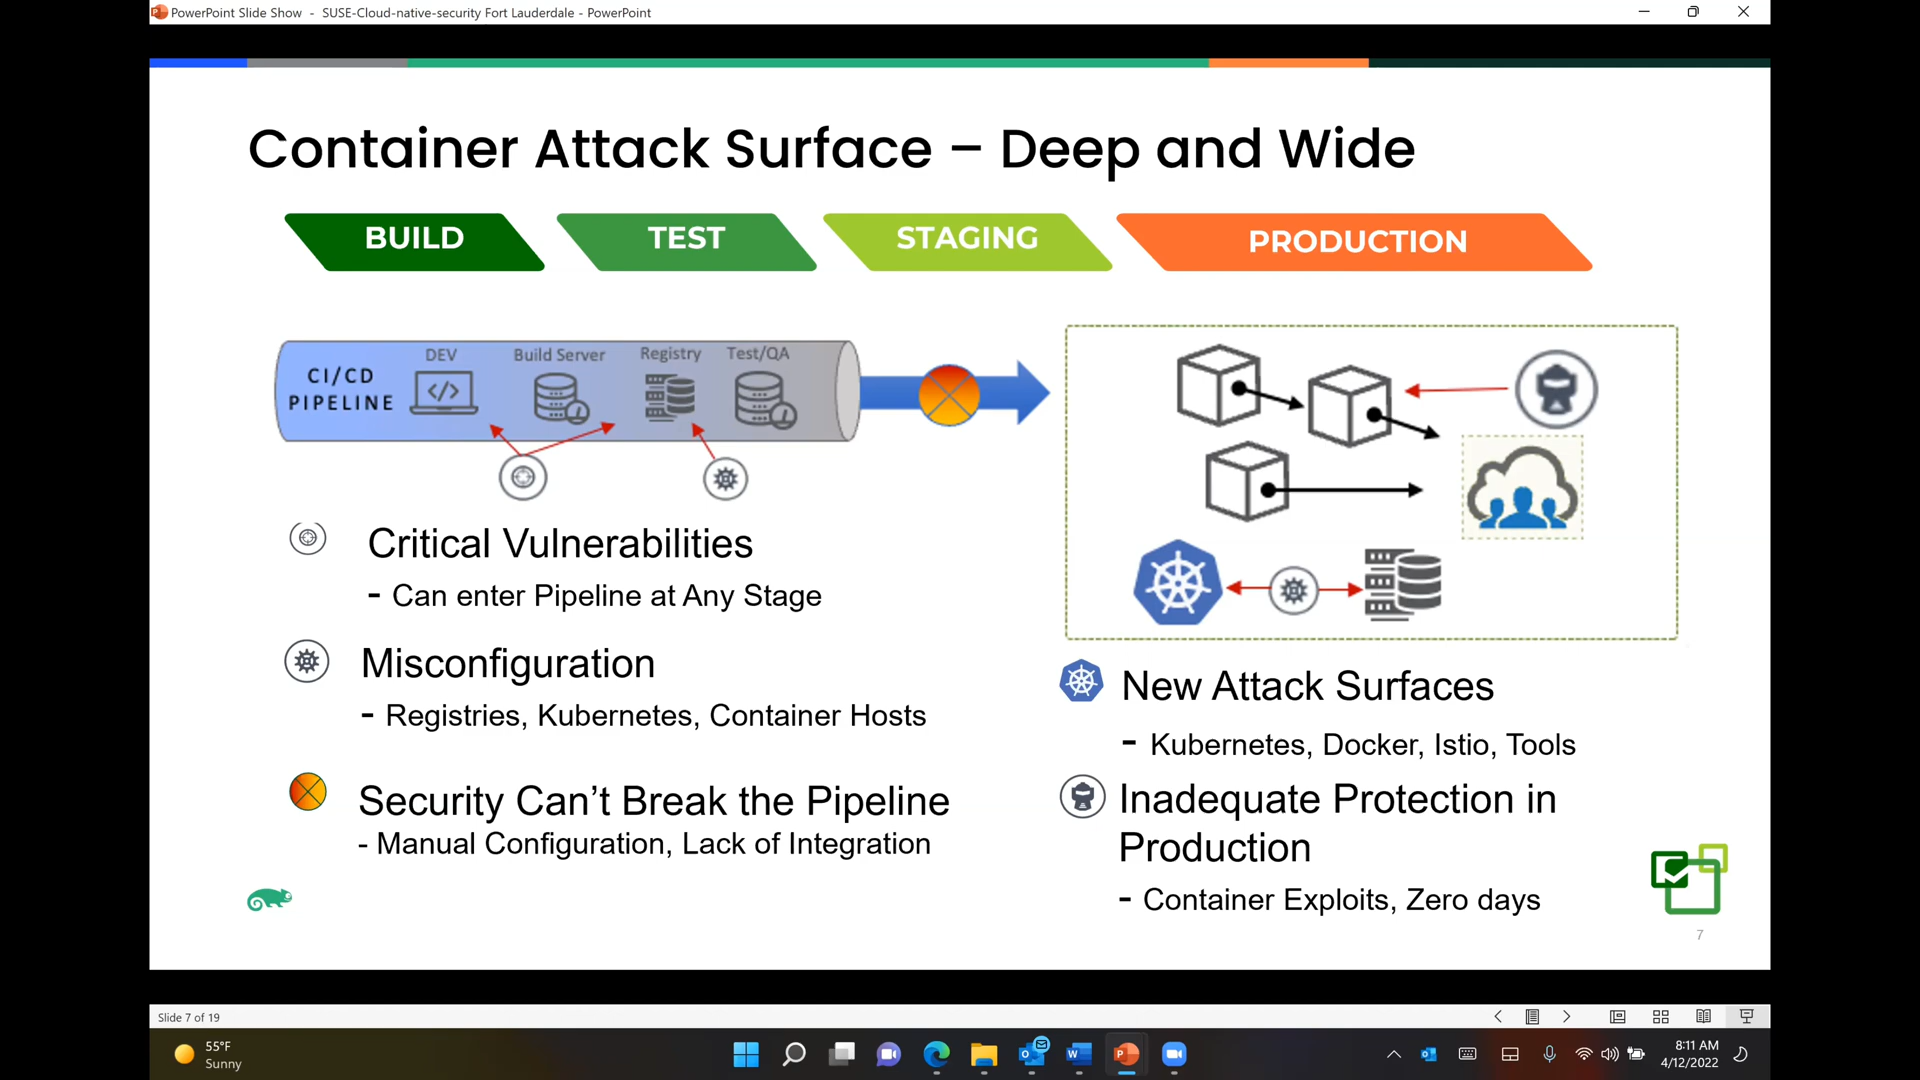 PowerPoint Slide Show - SUSE-Cloud-native-security Fort Lauderdale - PowerPoint
Container Attack Surface – Deep and Wide
BUILD
TEST
STAGING
PRODUCTION
CI/CD
PIPELINE
DEV
Build Server
Registry
Test/QA
Critical Vulnerabilities
- Can enter Pipeline at Any Stage
Misconfiguration
- Registries, Kubernetes, Container Hosts
Security Can’t Break the Pipeline
- Manual Configuration, Lack of Integration
New Attack Surfaces
- Kubernetes, Docker, Istio, Tools
Inadequate Protection in
Production
- Container Exploits, Zero days
7
Slide 7 of 19
55°F
Sunny
8:11 AM
4/12/2022